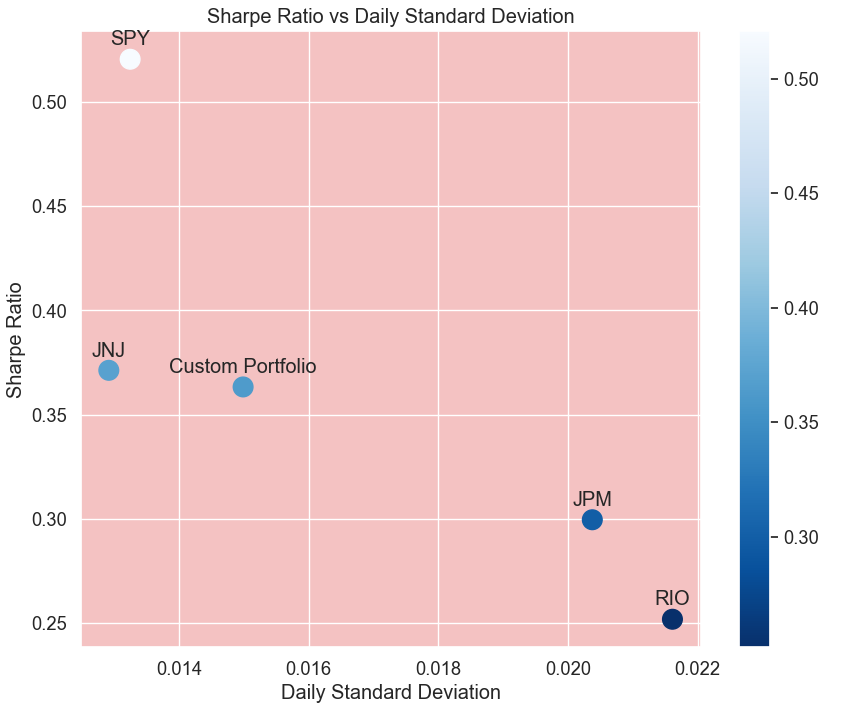 Sharpe Ratio vs Daily Standard Deviation
SPY
JNJ
Custom Portfolio
JPM
RIO
Sharpe Ratio
0.50
0.45
0.40
0.35
0.30
0.25
0.014
0.016
0.018
0.020
0.022
Daily Standard Deviation
0.50
0.45
0.40
0.35
0.30